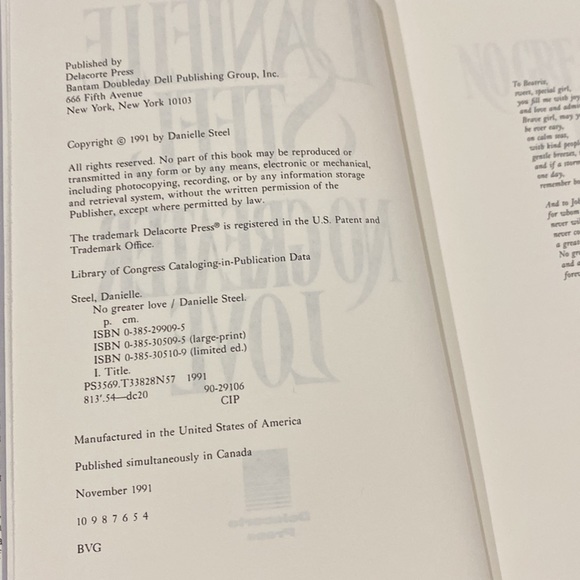 Published by
Delacorte Press
Bantam Doubleday Dell Publishing Group, Inc.
666 Fifth Avenue
New York, New York 10103
Copyright © 1991 by Danielle Steel
All rights reserved. No part of this book may be reproduced or
transmitted in any form or by any means, electronic or mechanical,
including photocopying, recording, or by any information storage
and retrieval system, without the written permission of the
Publisher, except where permitted by law.
The trademark Delacorte Press® is registered in the U.S. Patent and
Trademark Office.
Library of Congress Cataloging-in-Publication Data
Steel, Danielle.
No greater love / Danielle Steel.
p. cm.
ISBN 0-385-29909-5
ISBN 0-385-30509-5 (large-print)
ISBN 0-385-30510-9 (limited ed.)
I. Title.
PS3569.T33828N57 1991
813'.54—dc20 90-29106
CIP
Manufactured in the United States of America
Published simultaneously in Canada
November 1991
10 9 8 7 6 5 4
BVG
To Beatrix,
sweet, special girl,
you fill me with joy
and love and
Brave girl, may y
be ever easy,
on calm seas,
with kind
gentle breezes,
and if a storm
one day,
remember
And to
for whom
never
never
a
No
and a